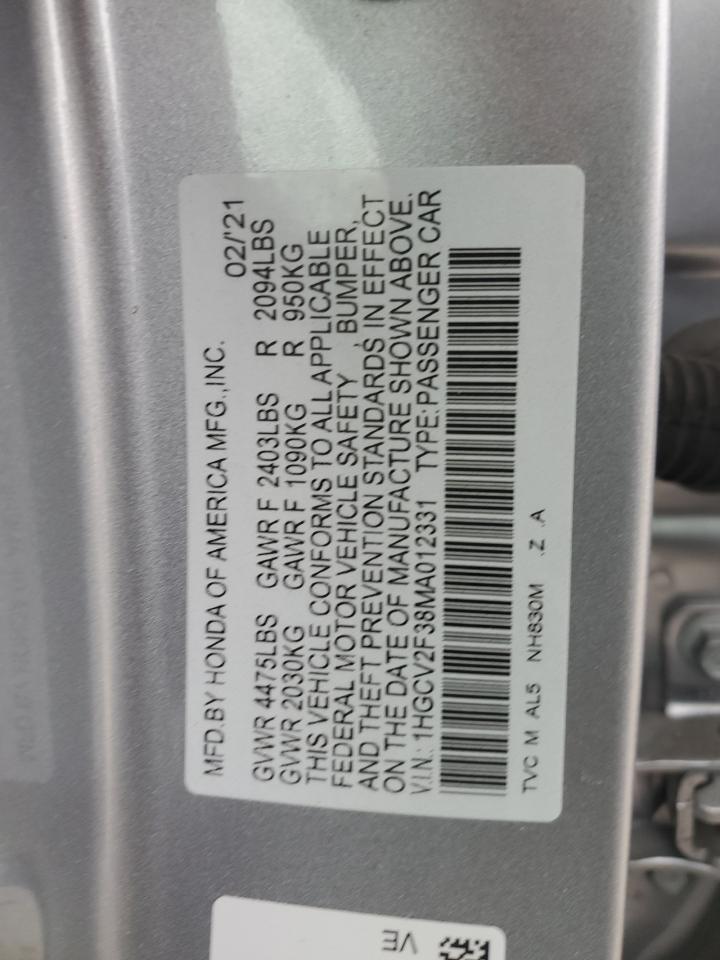 MFD.BY HONDA OF AMERICA MFG.,INC. 02/'21
GVWR 4475LBS GAWR F 2403LBS R 2094LBS
GVWR 2030KG GAWR F 1090KG R 950KG
THIS VEHICLE CONFORMS TO ALL APPLICABLE
FEDERAL MOTOR VEHICLE SAFETY , BUMPER,
AND THEFT PREVENTION STANDARDS IN EFFECT
ON THE DATE OF MANUFACTURE SHOWN ABOVE.
V.I.N.: 1HGCV2F38MA012331 TYPE:PASSENGER CAR
TVC M AL5 NH830M .Z .A
VE